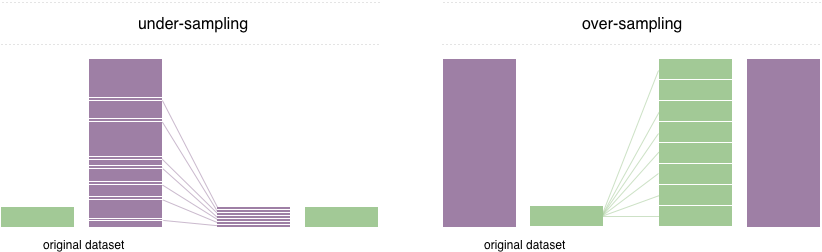 under-sampling
over-sampling
original dataset
original dataset